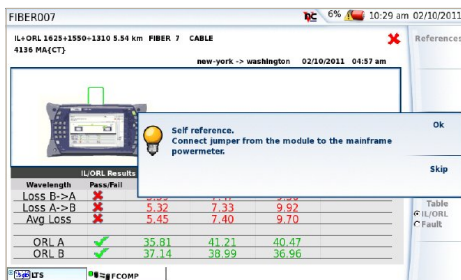 FIBER007
6% 10:29 am 02/10/2011
IL+ORL 1625+1550+1310 5.54 km FIBER 7 CABLE
4136 MA{CT}
new-york -> washington 02/10/2011 04:57 am
References
Self reference.
Connect jumper from the module to the mainframe
powermeter.
Ok
Skip
IL/ORL Results
Wavelength Pass/Fail
Loss B->A
Loss A->B 5.32 7.33 9.92
Avg Loss 5.45 7.40 9.70
ORL A 35.81 41.21 40.47
ORL B 37.14 38.99 36.96
Table
IL/ORL
Fault
LTS FCOMP